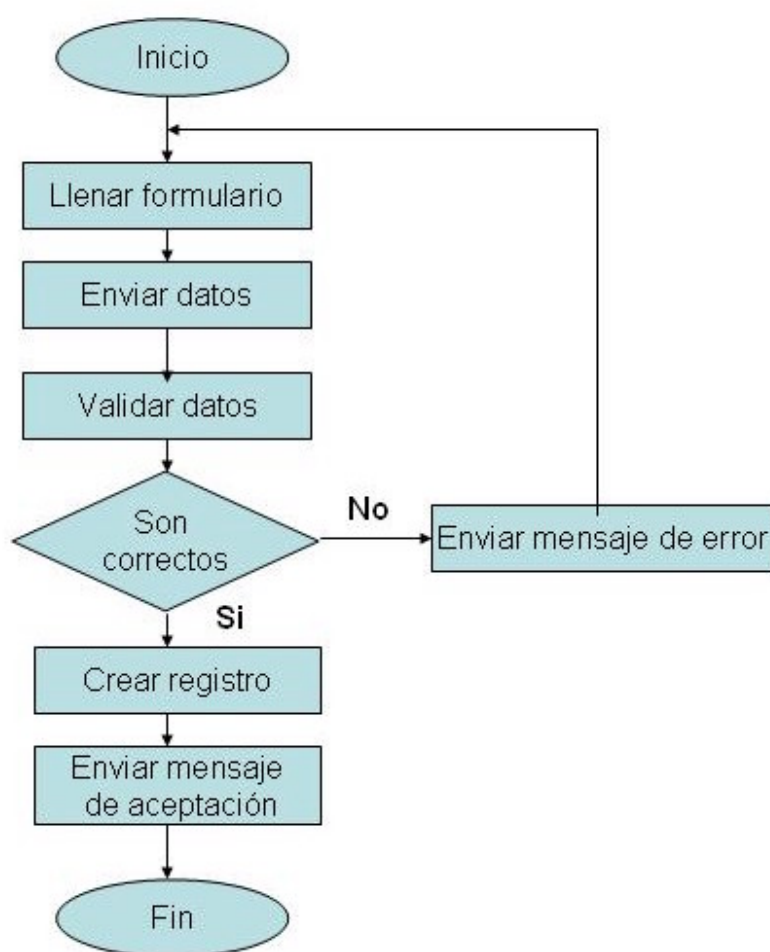 Inicio
Llenar formulario
Enviar datos
Validar datos
Son
correctos
No
Enviar mensaje de error
Si
Crear registro
Enviar mensaje
de aceptación
Fin